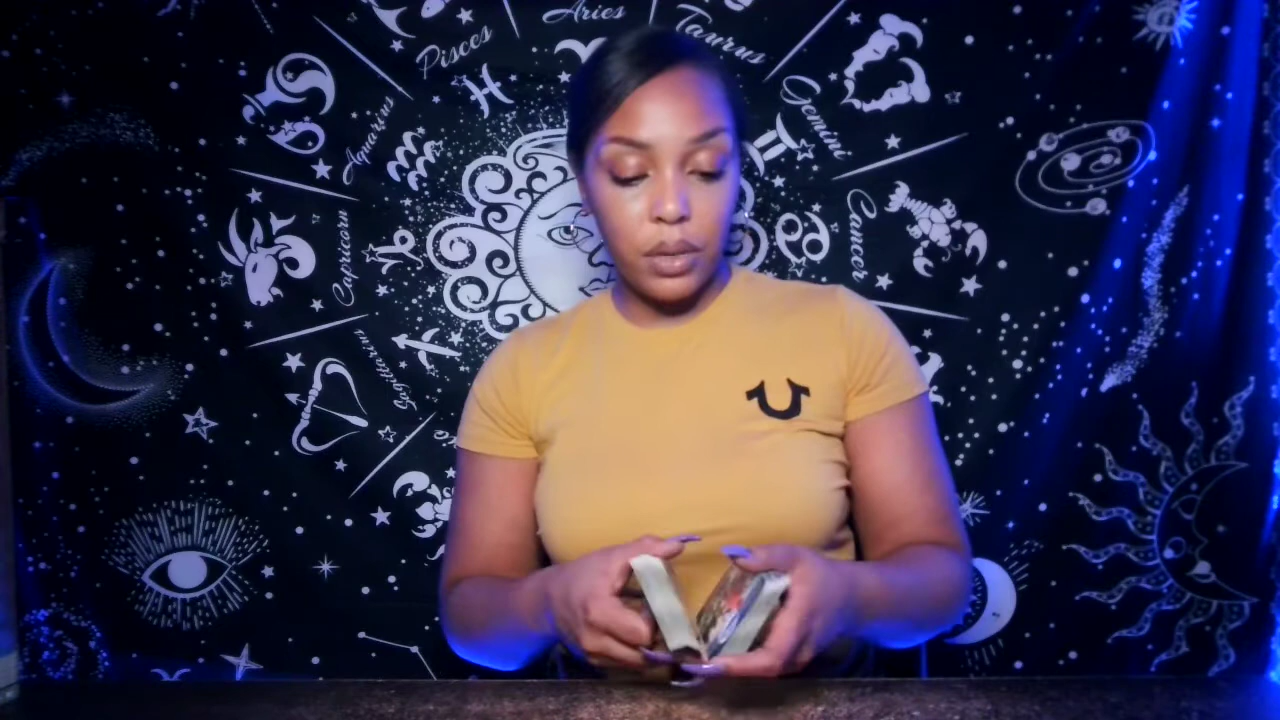 Aries
Pisces
Taurus
Gemini
Aquarius
Cancer
Capricorn
Sagittarius